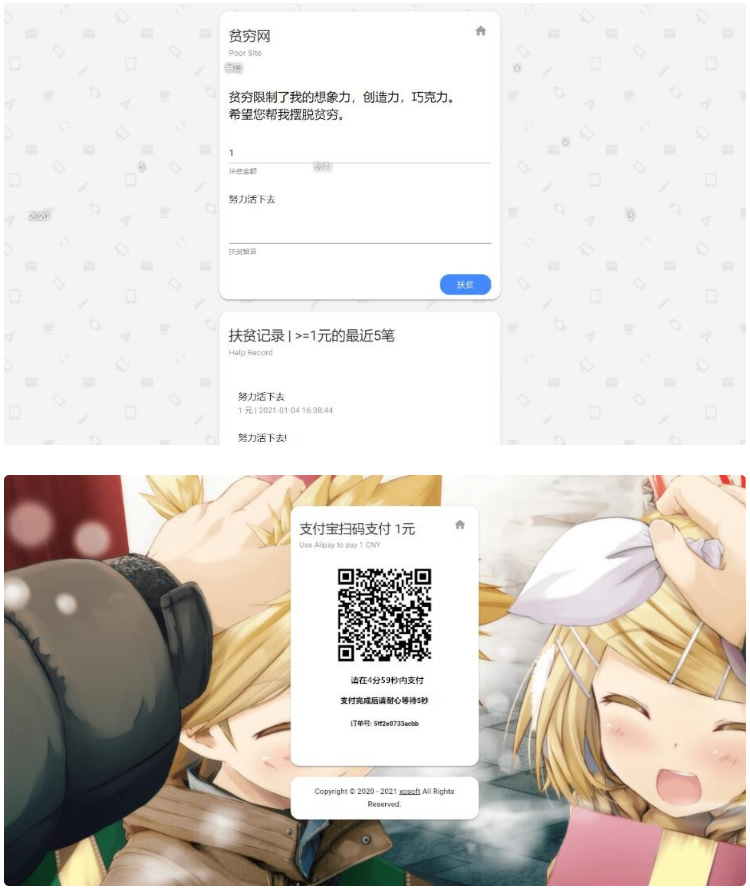 贫穷网
Poor Site
贫穷限制了我的想象力，创造力，巧克力。
希望您帮我摆脱贫穷。
1
扶贫金额
努力活下去
2020
扶贫留言
扶贫
扶贫记录 | >=1元的最近5笔
Help Record
努力活下去
1 元 | 2021-01-04 16:38:44
努力活下去!
支付宝扫码支付 1元
Use Alipay to pay 1 CNY
请在4分59秒内支付
支付完成后请耐心等待5秒
订单号: 5ff2e0733acbb
Copyright © 2020 - 2021 xcsoft All Rights
Reserved.